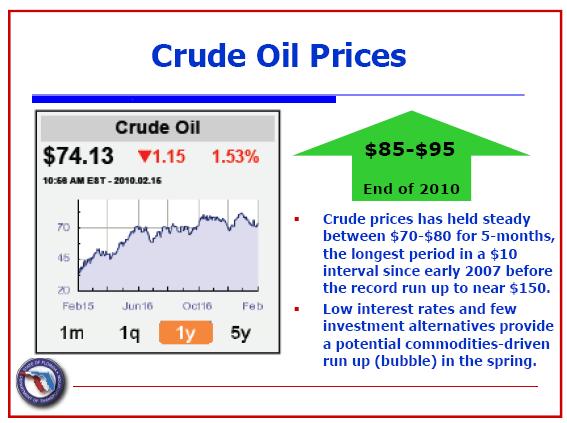 Crude Oil Prices
Crude Oil
$74.13 ▼1.15 1.53%
10:56 AM EST - 2010.02.15
70
45
20
Feb15 Jun16 Oct16 Feb
1m 1q 1y 5y
$85-$95
End of 2010
▪ Crude prices has held steady
between $70-$80 for 5-months,
the longest period in a $10
interval since early 2007 before
the record run up to near $150.
▪ Low interest rates and few
investment alternatives provide
a potential commodities-driven
run up (bubble) in the spring.